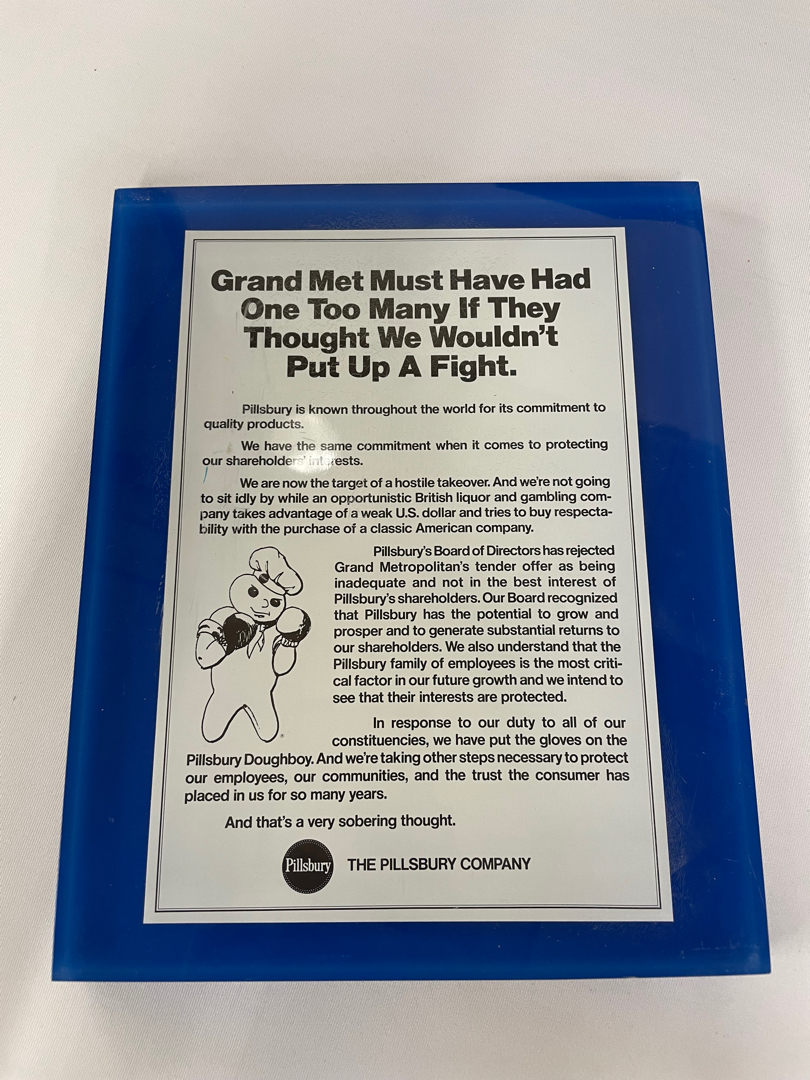 Grand Met Must Have Had
One Too Many If They
Thought We Wouldn't
Put Up A Fight.
Pillsbury is known throughout the world for its commitment to
quality products.
We have the same commitment when it comes to protecting
our shareholders' interests.
We are now the target of a hostile takeover. And we're not going
to sit idly by while an opportunistic British liquor and gambling com-
pany takes advantage of a weak U.S. dollar and tries to buy respecta-
bility with the purchase of a classic American company.
Pillsbury's Board of Directors has rejected
Grand Metropolitan's tender offer as being
inadequate and not in the best interest of
Pillsbury's shareholders. Our Board recognized
that Pillsbury has the potential to grow and
prosper and to generate substantial returns to
our shareholders. We also understand that the
Pillsbury family of employees is the most criti-
cal factor in our future growth and we intend to
see that their interests are protected.
In response to our duty to all of our
constituencies, we have put the gloves on the
Pillsbury Doughboy. And we're taking other steps necessary to protect
our employees, our communities, and the trust the consumer has
placed in us for so many years.
And that's a very sobering thought.
Pillsbury THE PILLSBURY COMPANY